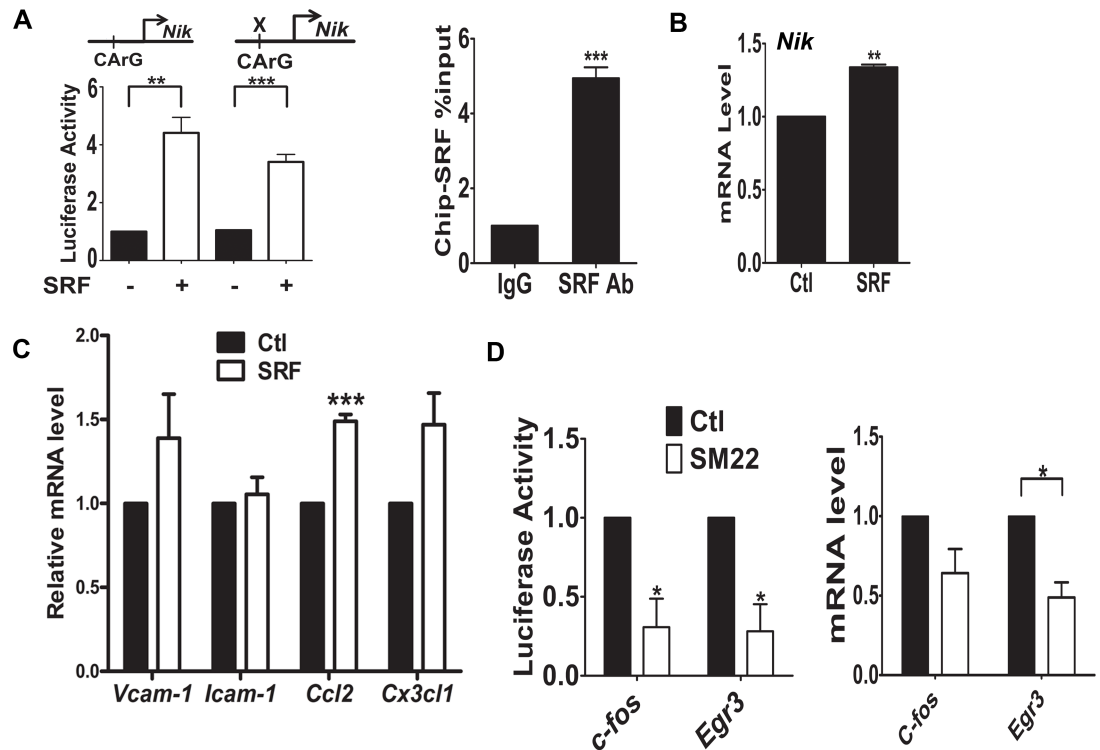 A
Nik
CArG
X
Nik
CArG
Luciferase Activity
6
4
2
0
**
***
SRF - + - +
Chip-SRF %input
6
4
2
0
***
IgG SRF Ab
B
Nik
mRNA Level
1.5
1.0
0.5
0.0
**
Ctl SRF
C
Relative mRNA level
2.0
1.5
1.0
0.5
0.0
Ctl
SRF
***
Vcam-1 Icam-1 Ccl2 Cx3cl1
D
Ctl
SM22
Luciferase Activity
1.5
1.0
0.5
0.0
* *
c-fos Egr3
mRNA level
1.5
1.0
0.5
0.0
*
C-fos Egr3